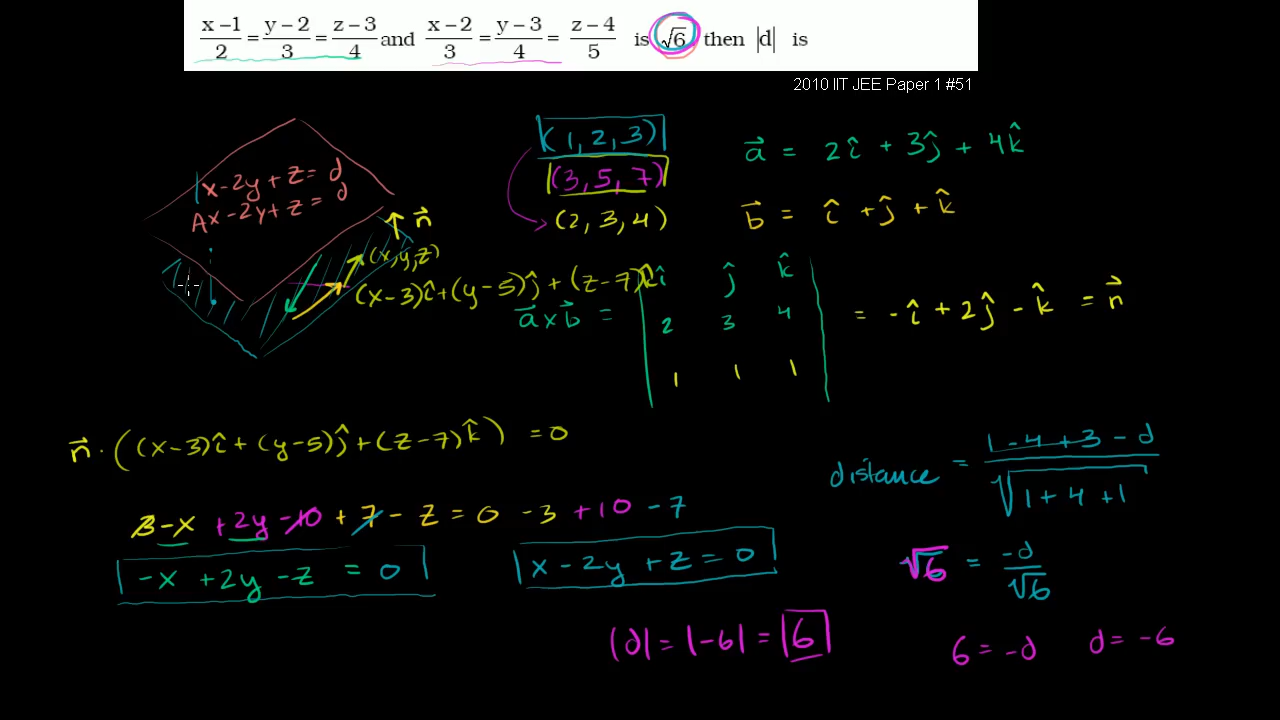 x−1/2 = y−2/3 = z−3/4 and x−2/3 = y−3/4 = z−4/5 is √6 then |d| is
2010 IIT JEE Paper 1 #51
x−2y+z=d
Ax−2y+z=d
(1,2,3)
(3,5,7)
(2,3,4)
a⃗ = 2î + 3ĵ + 4k̂
b⃗ = î + ĵ + k̂
n⃗
(x,y,z)
(x−3)î+(y−5)ĵ+(z−7)k̂
a⃗×b⃗ =
î ĵ k̂
2 3 4
1 1 1
= −î + 2ĵ − k̂ = n⃗
n⃗·((x−3)î+(y−5)ĵ+(z−7)k̂) = 0
3−x+2y−10+7−z=0−3+10−7
−x+2y−z=0
x−2y+z=0
distance = 1−4+3−d/√1+4+1
√6 = −d/√6
6=−d d=−6
|d|=|−6|=6